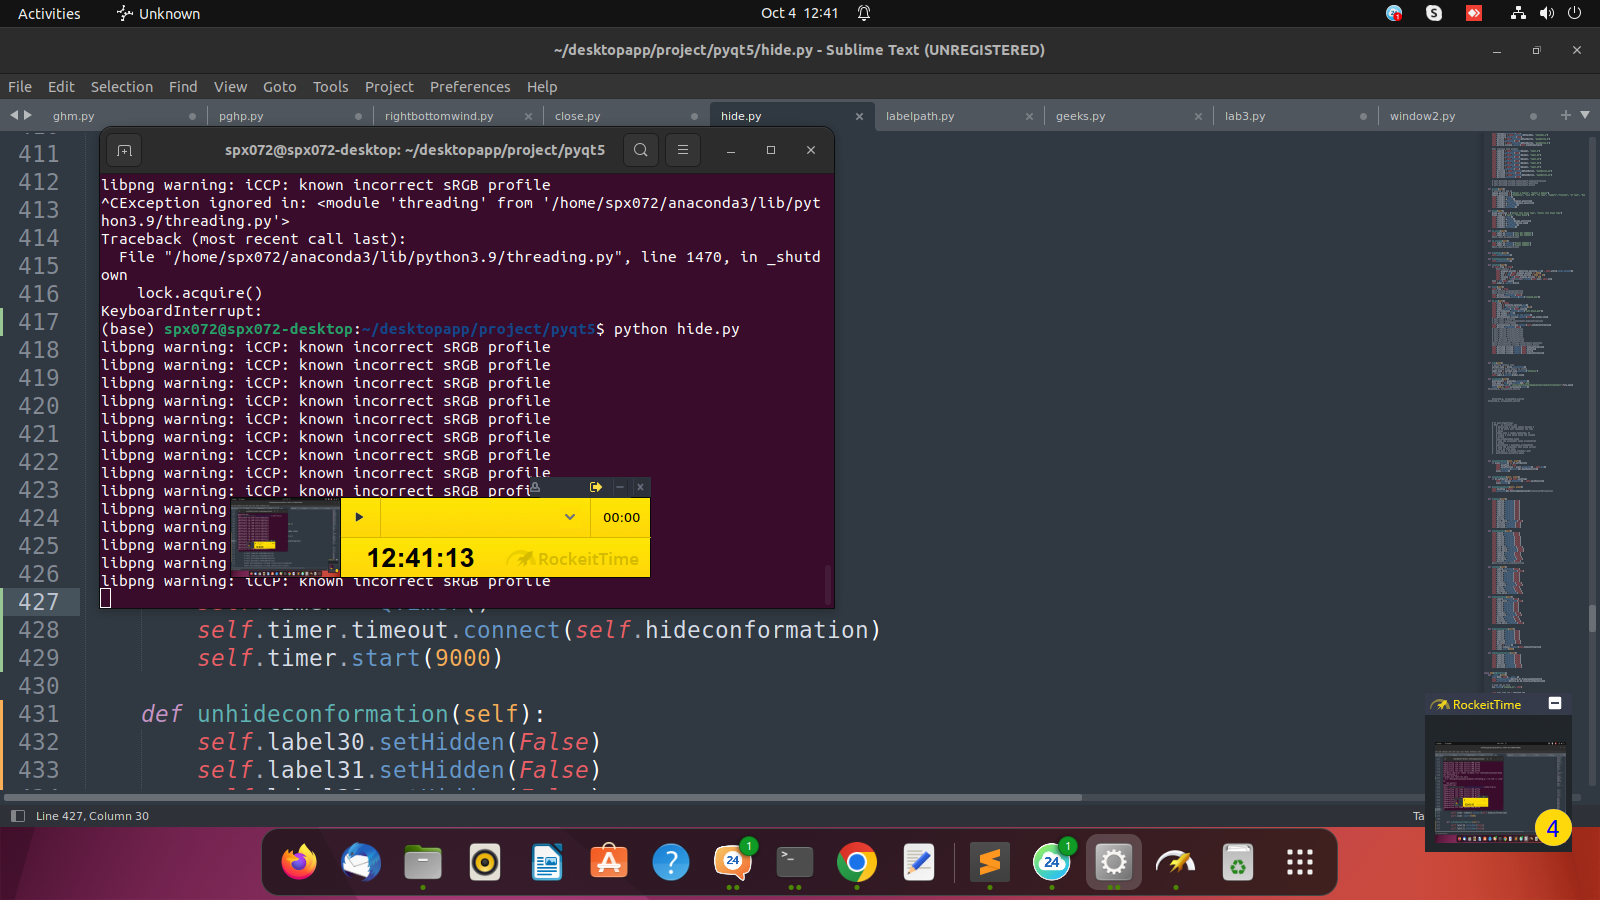 Activities
Unknown
Oct 4 12:41
~/desktopapp/project/pyqt5/hide.py - Sublime Text (UNREGISTERED)
File Edit Selection Find View Goto Tools Project Preferences Help
ghm.py
pghp.py
rightbottomwind.py
close.py
hide.py
labelpath.py
geeks.py
lab3.py
window2.py
spx072@spx072-desktop: ~/desktopapp/project/pyqt5
libpng warning: iCCP: known incorrect sRGB profile
^CException ignored in: <module 'threading' from '/home/spx072/anaconda3/lib/pyt
hon3.9/threading.py'>
Traceback (most recent call last):
File "/home/spx072/anaconda3/lib/python3.9/threading.py", line 1470, in _shutd
own
lock.acquire()
KeyboardInterrupt:
(base) spx072@spx072-desktop:~/desktopapp/project/pyqt5$ python hide.py
libpng warning: iCCP: known incorrect sRGB profile
libpng warning: iCCP: known incorrect sRGB profile
libpng warning: iCCP: known incorrect sRGB profile
libpng warning: iCCP: known incorrect sRGB profile
libpng warning: iCCP: known incorrect sRGB profile
libpng warning: iCCP: known incorrect sRGB profile
libpng warning: iCCP: known incorrect sRGB profile
libpng warning: iCCP: known incorrect sRGB profile
libpng warning: iCCP: known incorrect sRGB prof
libpng warning
libpng warning
libpng warning
libpng warning
libpng warning: iCCP: known incorrect sRGB profile
00:00
12:41:13
RockeitTime
411
412
413
414
415
416
417
418
419
420
421
422
423
424
425
426
427
428 self.timer.timeout.connect(self.hideconformation)
429 self.timer.start(9000)
430
431 def unhideconformation(self):
432 self.label30.setHidden(False)
433 self.label31.setHidden(False)
RockeitTime
4
Line 427, Column 30
Ta
24
1
24
1